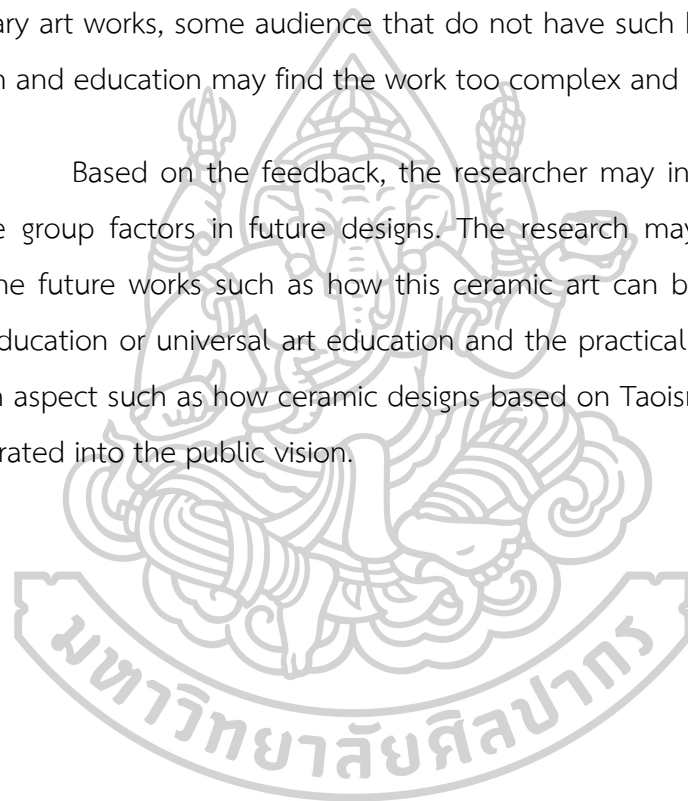 ary art works, some audience that do not have such
n and education may find the work too complex and
Based on the feedback, the researcher may in
e group factors in future designs. The research may
ne future works such as how this ceramic art can b
ducation or universal art education and the practical
n aspect such as how ceramic designs based on Taoism
rated into the public vision.
มหาวิทยาลัยศิลปากร